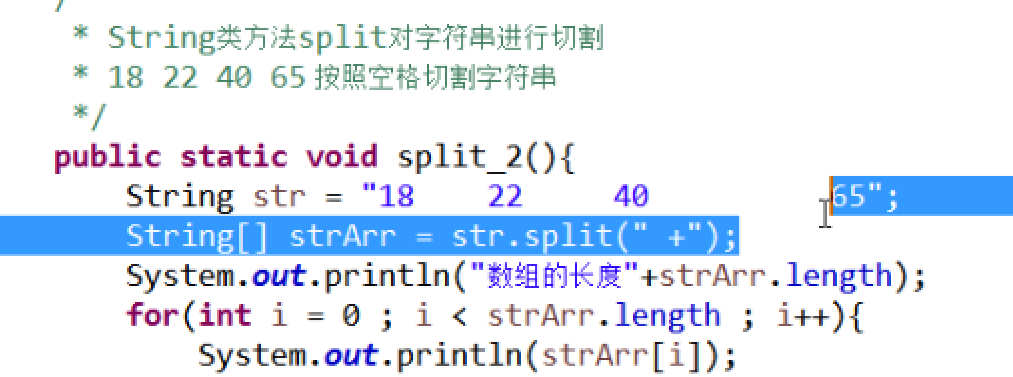 /
* String类方法split对字符串进行切割
* 18 22 40 65 按照空格切割字符串
*/
public static void split_2(){
String str = "18    22     40          65";
String[] strArr = str.split(" +");
System.out.println("数组的长度"+strArr.length);
for(int i = 0 ; i < strArr.length ; i++){
System.out.println(strArr[i]);